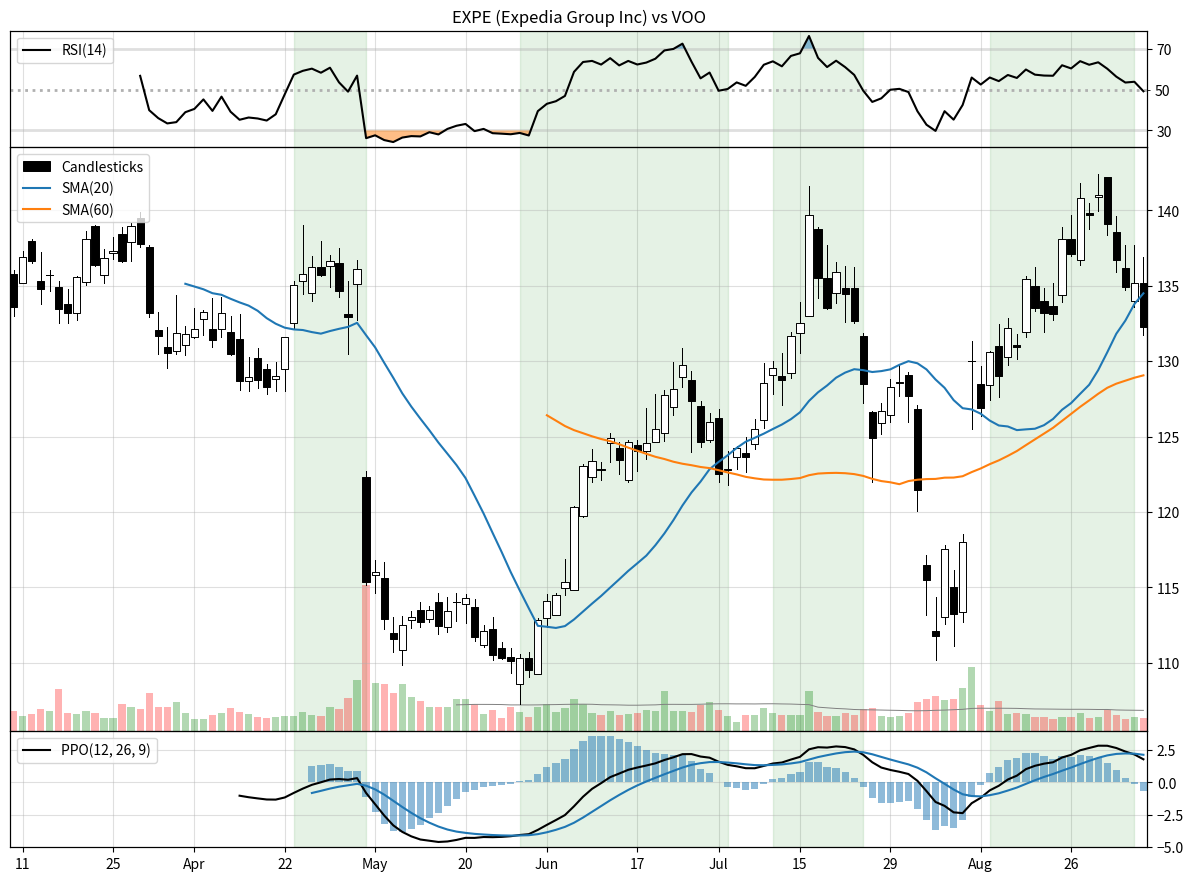 EXPE (Expedia Group Inc) vs VOO
RSI(14)
70
50
30
Candlesticks
SMA(20)
SMA(60)
140
135
130
125
120
115
110
PPO(12, 26, 9)
2.5
0.0
−2.5
−5.0
11 25 Apr 22 May 20 Jun 17 Jul 15 29 Aug 26